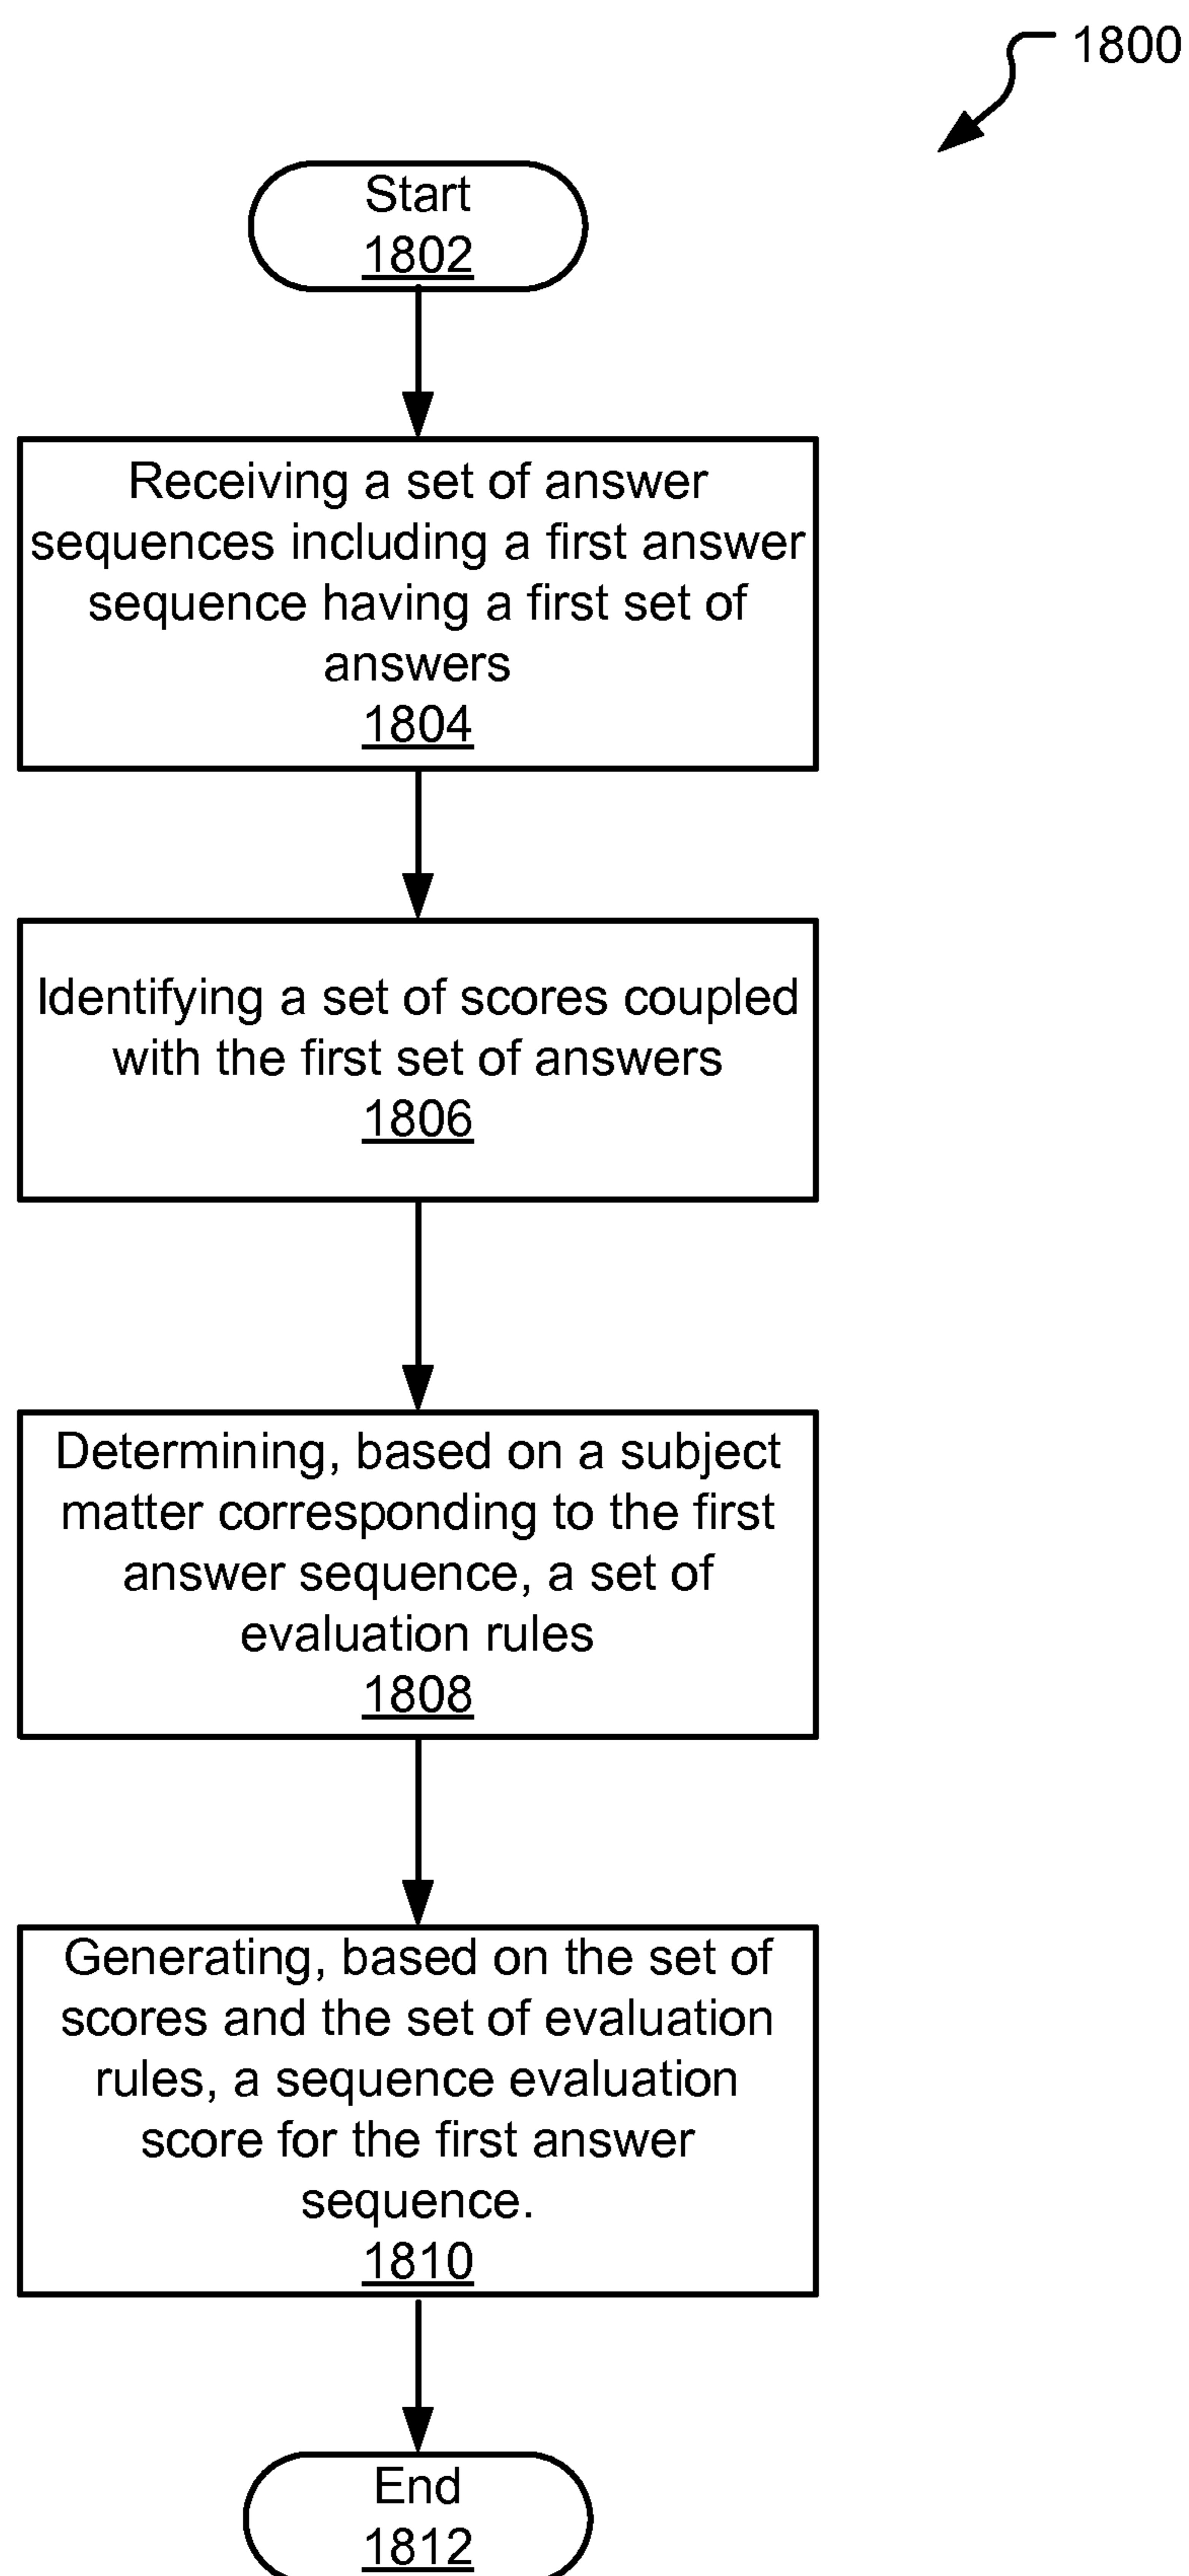 1800
Start
1802
Receiving a set of answer
sequences including a first answer
sequence having a first set of
answers
1804
Identifying a set of scores coupled
with the first set of answers
1806
Determining, based on a subject
matter corresponding to the first
answer sequence, a set of
evaluation rules
1808
Generating, based on the set of
scores and the set of evaluation
rules, a sequence evaluation
score for the first answer
sequence.
1810
End
1812